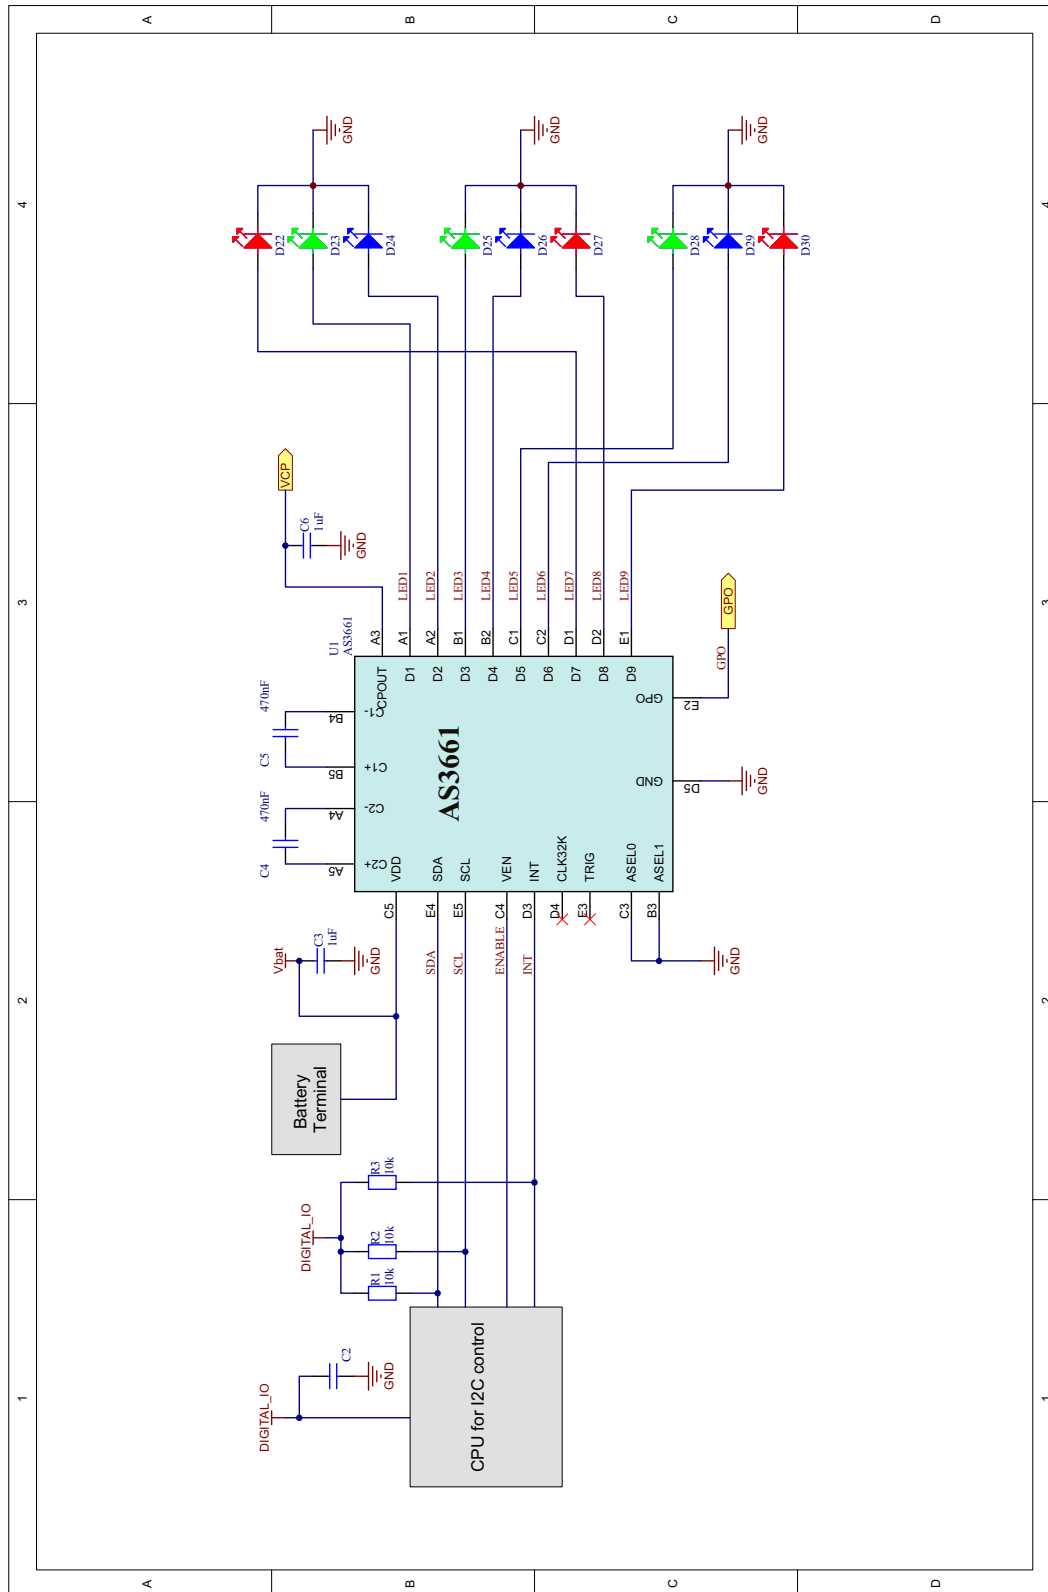 A
B
C
D
4
3
2
1
D22
D23
D24
GND
D25
D26
D27
GND
D28
D29
D30
GND
VCP
C6
1uF
GND
LED1
LED2
LED3
LED4
LED5
LED6
LED7
LED8
LED9
GPO
GPO
U1
AS3661
A3
A1
A2
B1
B2
C1
C2
D1
D2
E1
E2
CPOUT
D1
D2
D3
D4
D5
D6
D7
D8
D9
GPO
470nF
C5
B4
B5
C1-
C1+
470nF
C4
A4
A5
C2-
C2+
AS3661
GND
D5
GND
VDD
SDA
SCL
VEN
INT
CLK32K
TRIG
ASEL0
ASEL1
C5
E4
E5
C4
D3
D4
E3
C3
B3
GND
Vbat
C3
1uF
GND
SDA
SCL
ENABLE
INT
Battery
Terminal
DIGITAL_IO
R3
10k
R2
10k
R1
10k
DIGITAL_IO
C2
GND
CPU for I2C control
A
B
C
D
4
3
2
1